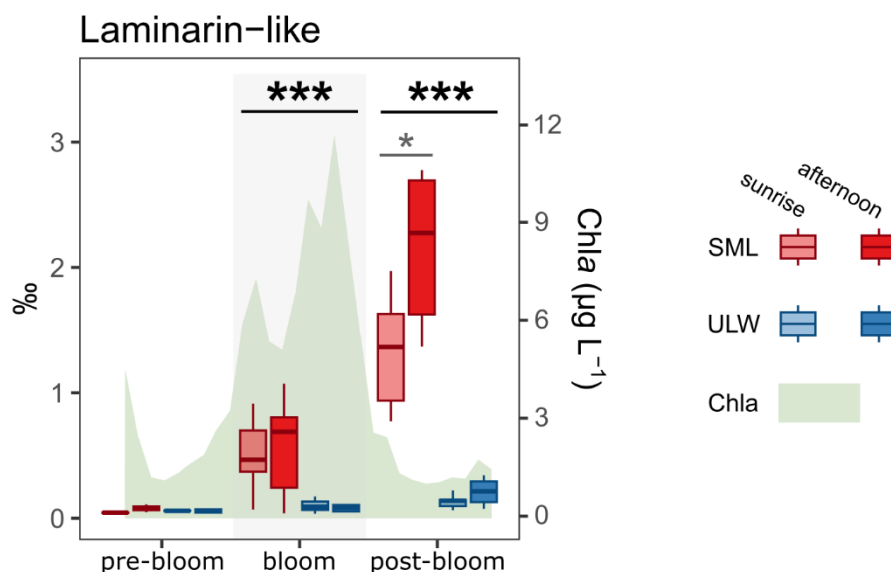 Laminarin−like
***
***
*
3
2
1
0
‰
12
9
6
3
0
Chla (µg L⁻¹)
pre-bloom
bloom
post-bloom
sunrise
afternoon
SML
ULW
Chla